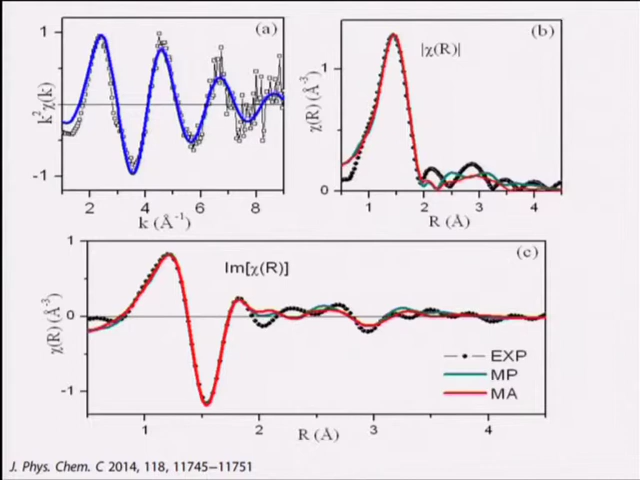 (a)
1
-1
k²χ(k)
2 4 6 8
k (Å⁻¹)
(b)
|χ(R)|
1
0
χ(R) (Å⁻³)
1 2 3 4
R (Å)
(c)
Im[χ(R)]
1
0
-1
χ(R) (Å⁻³)
EXP
MP
MA
1 2 3 4
R (Å)
J. Phys. Chem. C 2014, 118, 11745−11751